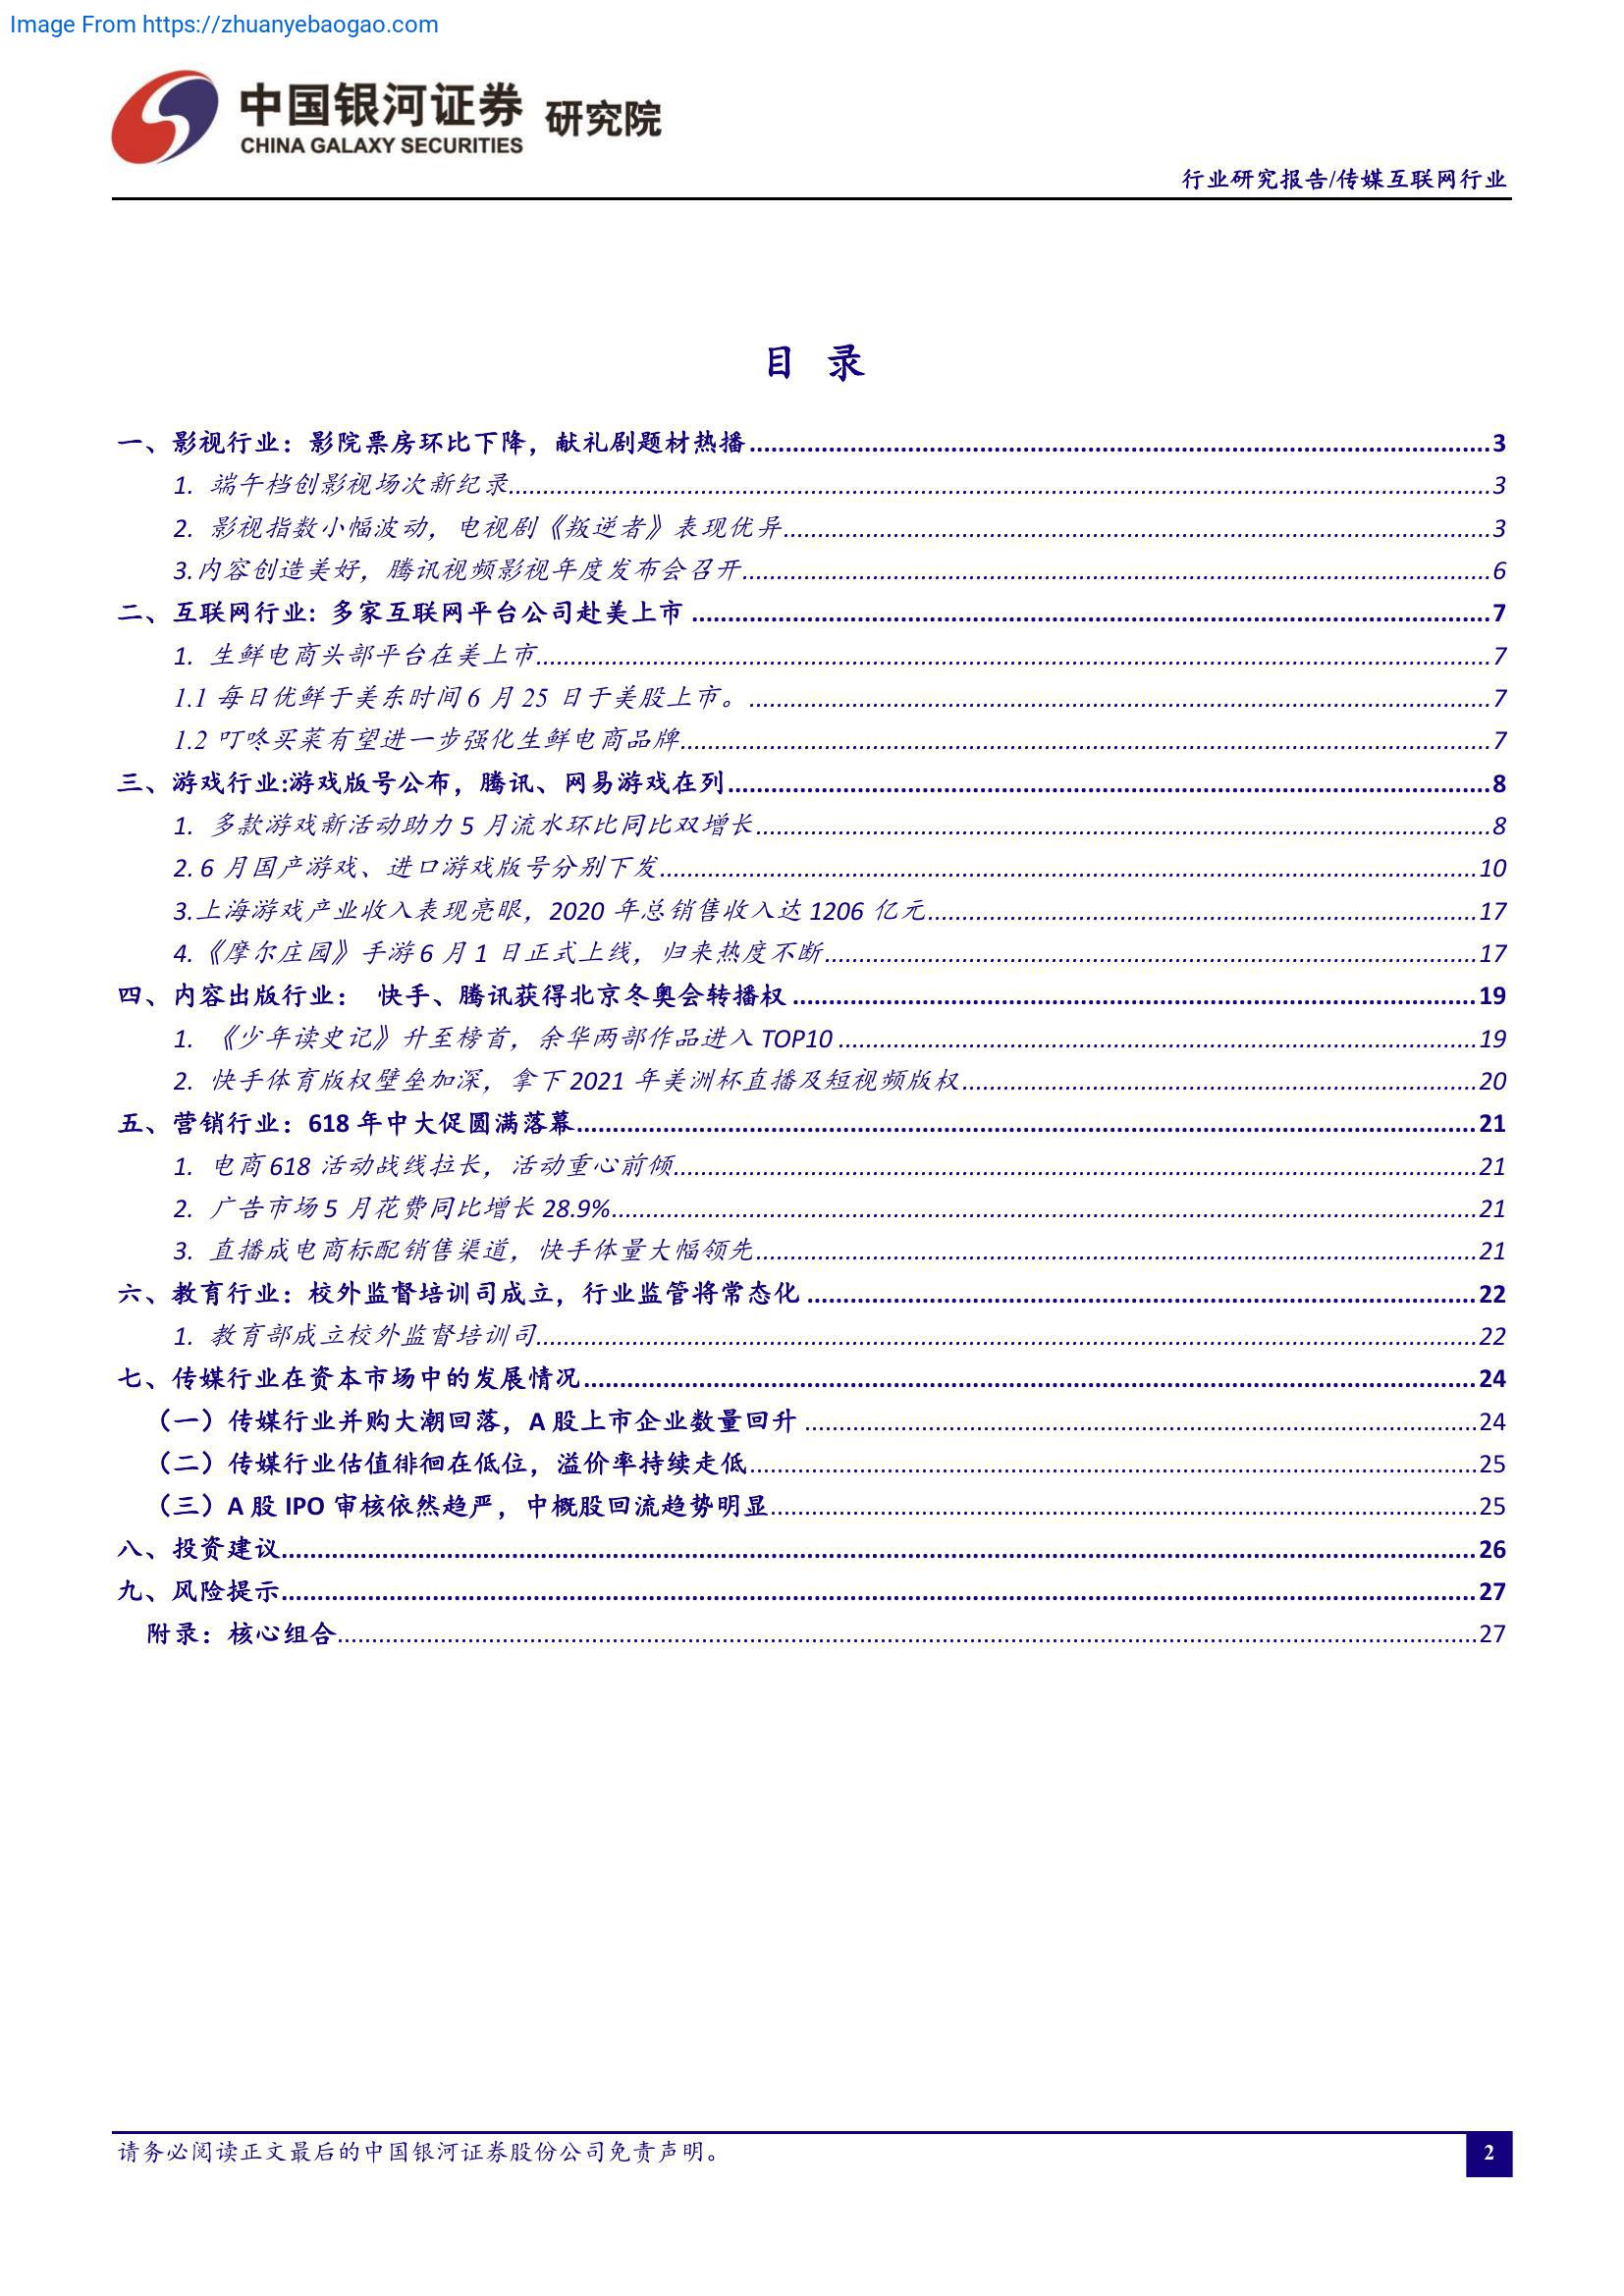 Image From https://zhuanyebaogao.com
中国银河证券 研究院
CHINA GALAXY SECURITIES
行业研究报告/传媒互联网行业
目 录
一、影视行业：影院票房环比下降，献礼剧题材热播 3
1. 端午档创影视场次新纪录 3
2. 影视指数小幅波动，电视剧《叛逆者》表现优异 3
3.内容创造美好，腾讯视频影视年度发布会召开 6
二、互联网行业: 多家互联网平台公司赴美上市 7
1. 生鲜电商头部平台在美上市 7
1.1 每日优鲜于美东时间 6 月 25 日于美股上市。 7
1.2 叮咚买菜有望进一步强化生鲜电商品牌 7
三、游戏行业:游戏版号公布，腾讯、网易游戏在列 8
1. 多款游戏新活动助力 5 月流水环比同比双增长 8
2. 6 月国产游戏、进口游戏版号分别下发 10
3.上海游戏产业收入表现亮眼，2020 年总销售收入达 1206 亿元 17
4.《摩尔庄园》手游 6 月 1 日正式上线，归来热度不断 17
四、内容出版行业： 快手、腾讯获得北京冬奥会转播权 19
1. 《少年读史记》升至榜首，余华两部作品进入 TOP10 19
2. 快手体育版权壁垒加深，拿下 2021 年美洲杯直播及短视频版权 20
五、营销行业：618 年中大促圆满落幕 21
1. 电商 618 活动战线拉长，活动重心前倾 21
2. 广告市场 5 月花费同比增长 28.9% 21
3. 直播成电商标配销售渠道，快手体量大幅领先 21
六、教育行业：校外监督培训司成立，行业监管将常态化 22
1. 教育部成立校外监督培训司 22
七、传媒行业在资本市场中的发展情况 24
（一）传媒行业并购大潮回落，A 股上市企业数量回升 24
（二）传媒行业估值徘徊在低位，溢价率持续走低 25
（三）A 股 IPO 审核依然趋严，中概股回流趋势明显 25
八、投资建议 26
九、风险提示 27
附录：核心组合 27
请务必阅读正文最后的中国银河证券股份公司免责声明。
2